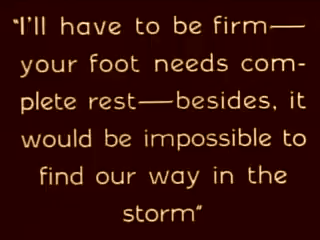 "I'll have to be firm—
your foot needs com-
plete rest—besides, it
would be impossible to
find our way in the
storm"